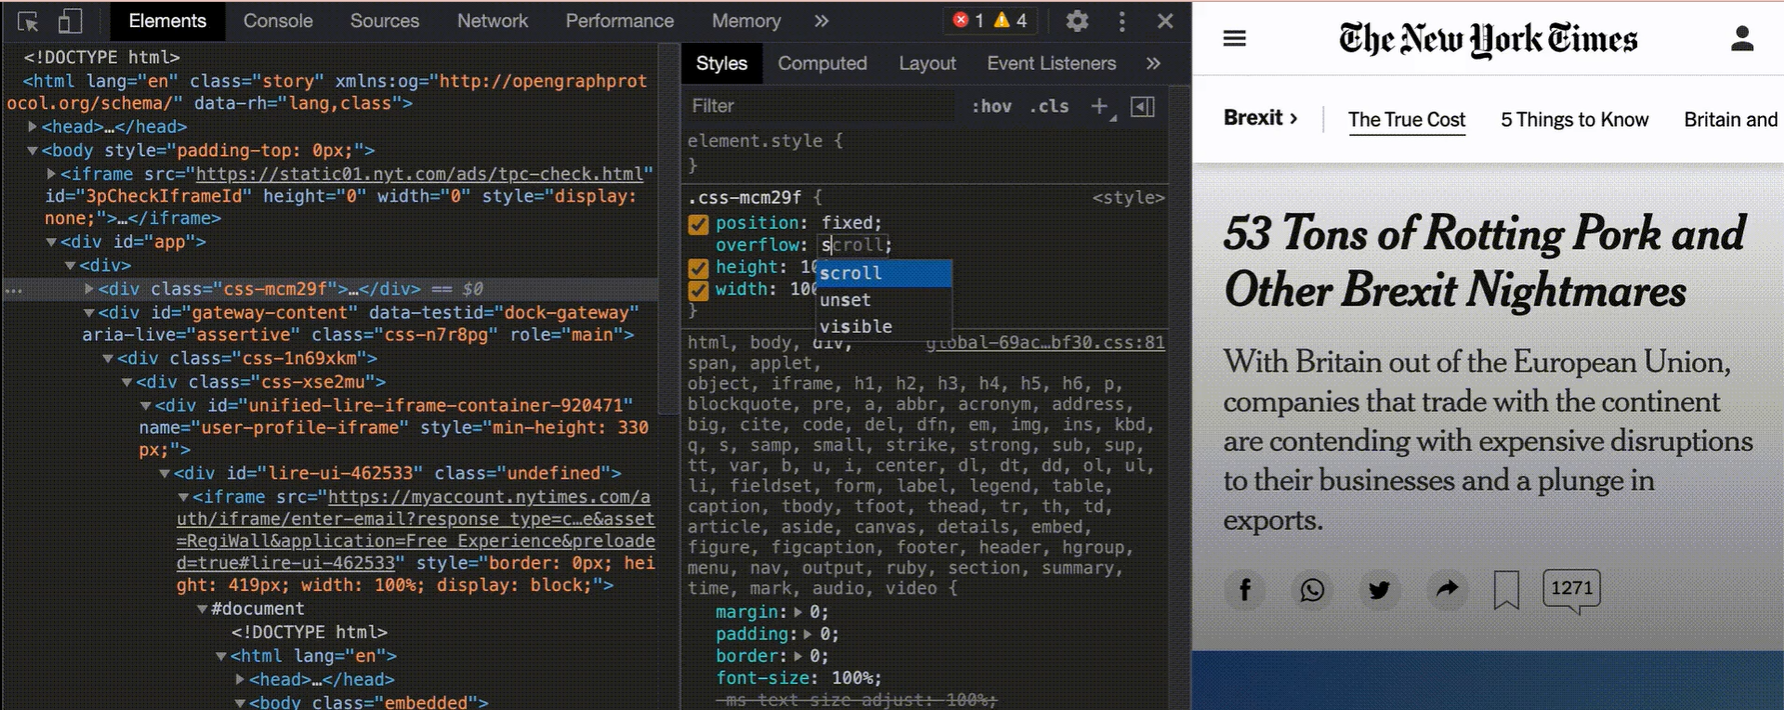 Elements Console Sources Network Performance Memory » 1 4
<!DOCTYPE html>
<html lang="en" class="story" xmlns:og="http://opengraphprot
ocol.org/schema/" data-rh="lang,class">
<head>…</head>
<body style="padding-top: 0px;">
<iframe src="https://static01.nyt.com/ads/tpc-check.html"
id="3pCheckIframeId" height="0" width="0" style="display:
none;">…</iframe>
<div id="app">
<div>
… <div class="css-mcm29f">…</div> == $0
<div id="gateway-content" data-testid="dock-gateway"
aria-live="assertive" class="css-n7r8pg" role="main">
<div class="css-1n69xkm">
<div class="css-xse2mu">
<div id="unified-lire-iframe-container-920471"
name="user-profile-iframe" style="min-height: 330
px;">
<div id="lire-ui-462533" class="undefined">
<iframe src="https://myaccount.nytimes.com/a
uth/iframe/enter-email?response_type=c…e&asset
=RegiWall&application=Free_Experience&preloade
d=true#lire-ui-462533" style="border: 0px; hei
ght: 419px; width: 100%; display: block;">
#document
<!DOCTYPE html>
<html lang="en">
<head>…</head>
<body class="embedded">
Styles Computed Layout Event Listeners »
Filter :hov .cls +
element.style {
}
.css-mcm29f { <style>
position: fixed;
overflow: scroll;
height: 10
width: 100
}
scroll
unset
visible
html, body, div, global-69ac…bf30.css:81
span, applet,
object, iframe, h1, h2, h3, h4, h5, h6, p,
blockquote, pre, a, abbr, acronym, address,
big, cite, code, del, dfn, em, img, ins, kbd,
q, s, samp, small, strike, strong, sub, sup,
tt, var, b, u, i, center, dl, dt, dd, ol, ul,
li, fieldset, form, label, legend, table,
caption, tbody, tfoot, thead, tr, th, td,
article, aside, canvas, details, embed,
figure, figcaption, footer, header, hgroup,
menu, nav, output, ruby, section, summary,
time, mark, audio, video {
margin: 0;
padding: 0;
border: 0;
font-size: 100%;
-ms-text-size-adjust: 100%;
The New York Times
Brexit › The True Cost 5 Things to Know Britain and
53 Tons of Rotting Pork and
Other Brexit Nightmares
With Britain out of the European Union,
companies that trade with the continent
are contending with expensive disruptions
to their businesses and a plunge in
exports.
1271